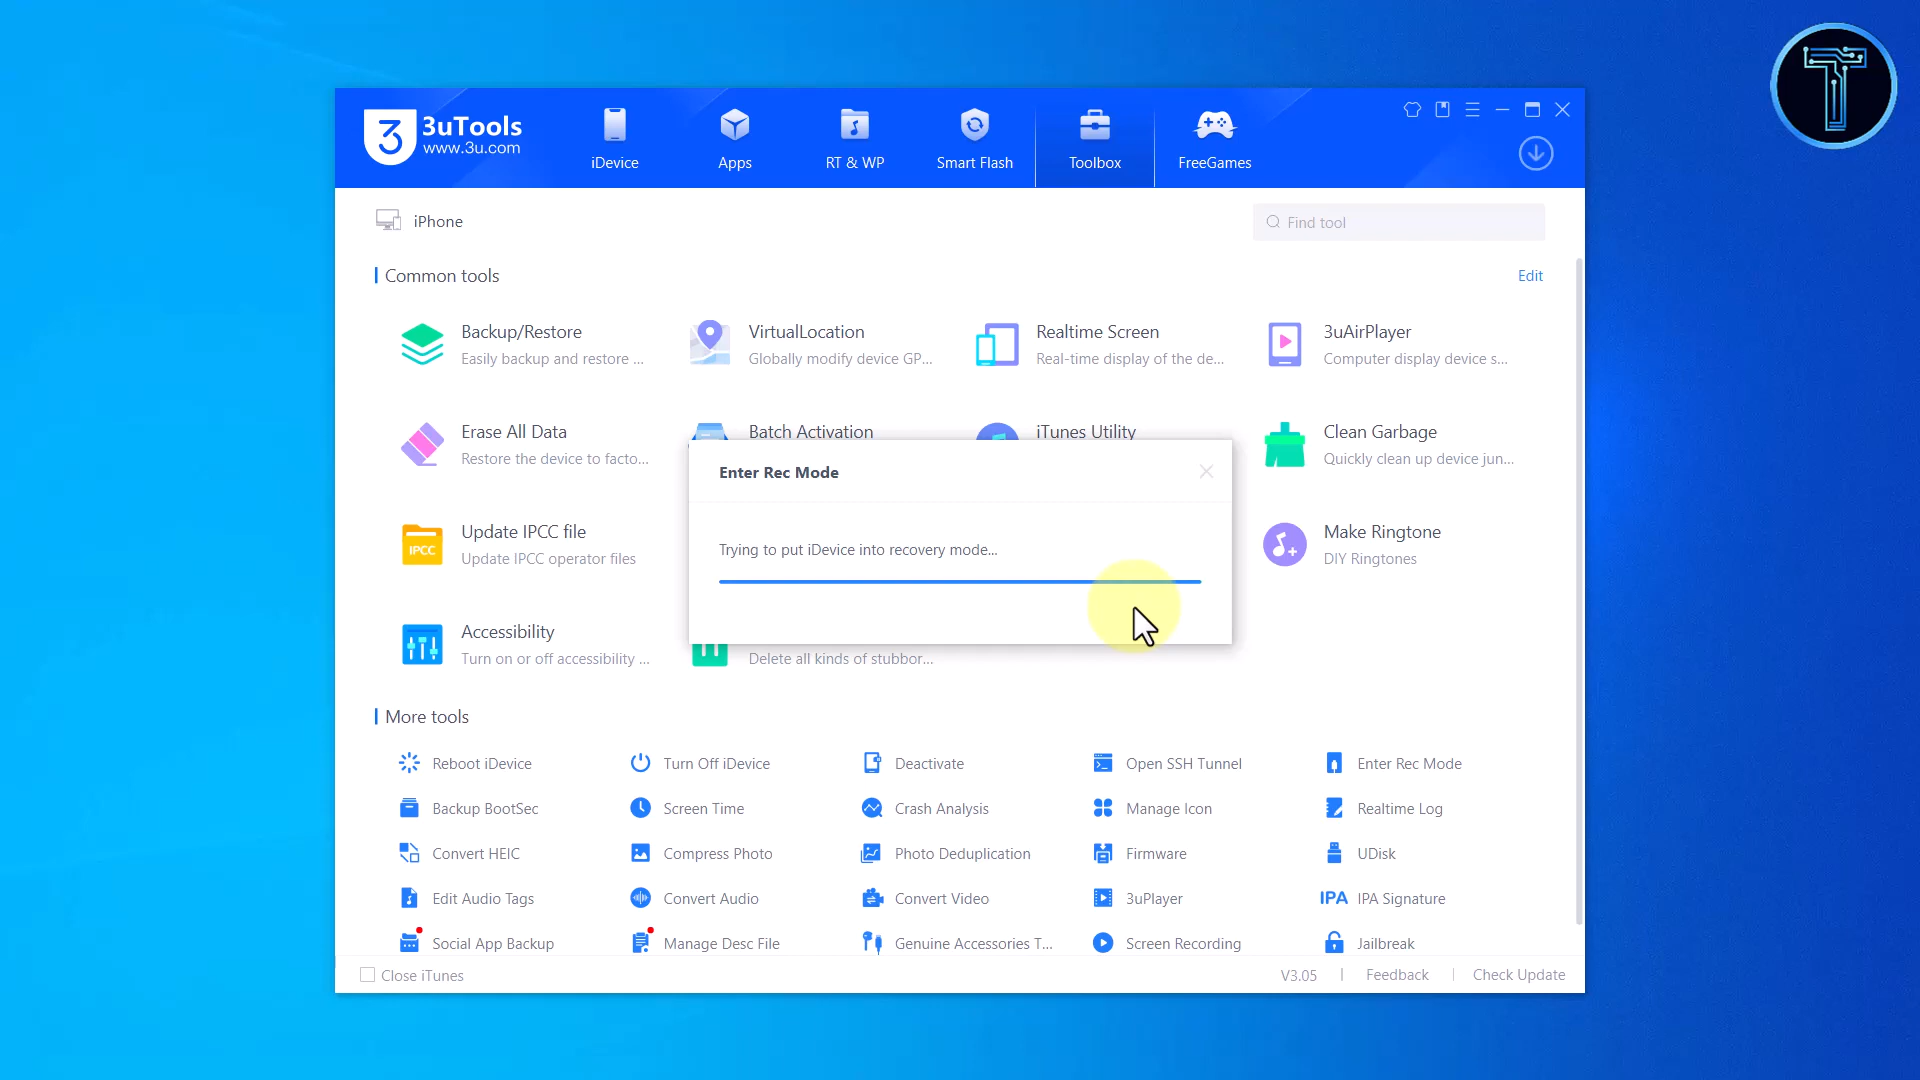 3uTools
www.3u.com
iDevice
Apps
RT & WP
Smart Flash
Toolbox
FreeGames
iPhone
Find tool
Common tools
Edit
Backup/Restore
Easily backup and restore ...
VirtualLocation
Globally modify device GP...
Realtime Screen
Real-time display of the de...
3uAirPlayer
Computer display device s...
Erase All Data
Restore the device to facto...
Batch Activation
iTunes Utility
Clean Garbage
Quickly clean up device jun...
Enter Rec Mode
Trying to put iDevice into recovery mode...
IPCC
Update IPCC file
Update IPCC operator files
Make Ringtone
DIY Ringtones
Accessibility
Turn on or off accessibility ...
Delete all kinds of stubbor...
More tools
Reboot iDevice
Turn Off iDevice
Deactivate
Open SSH Tunnel
Enter Rec Mode
Backup BootSec
Screen Time
Crash Analysis
Manage Icon
Realtime Log
Convert HEIC
Compress Photo
Photo Deduplication
Firmware
UDisk
Edit Audio Tags
Convert Audio
Convert Video
3uPlayer
IPA IPA Signature
Social App Backup
Manage Desc File
Genuine Accessories T...
Screen Recording
Jailbreak
Close iTunes
V3.05
Feedback
Check Update